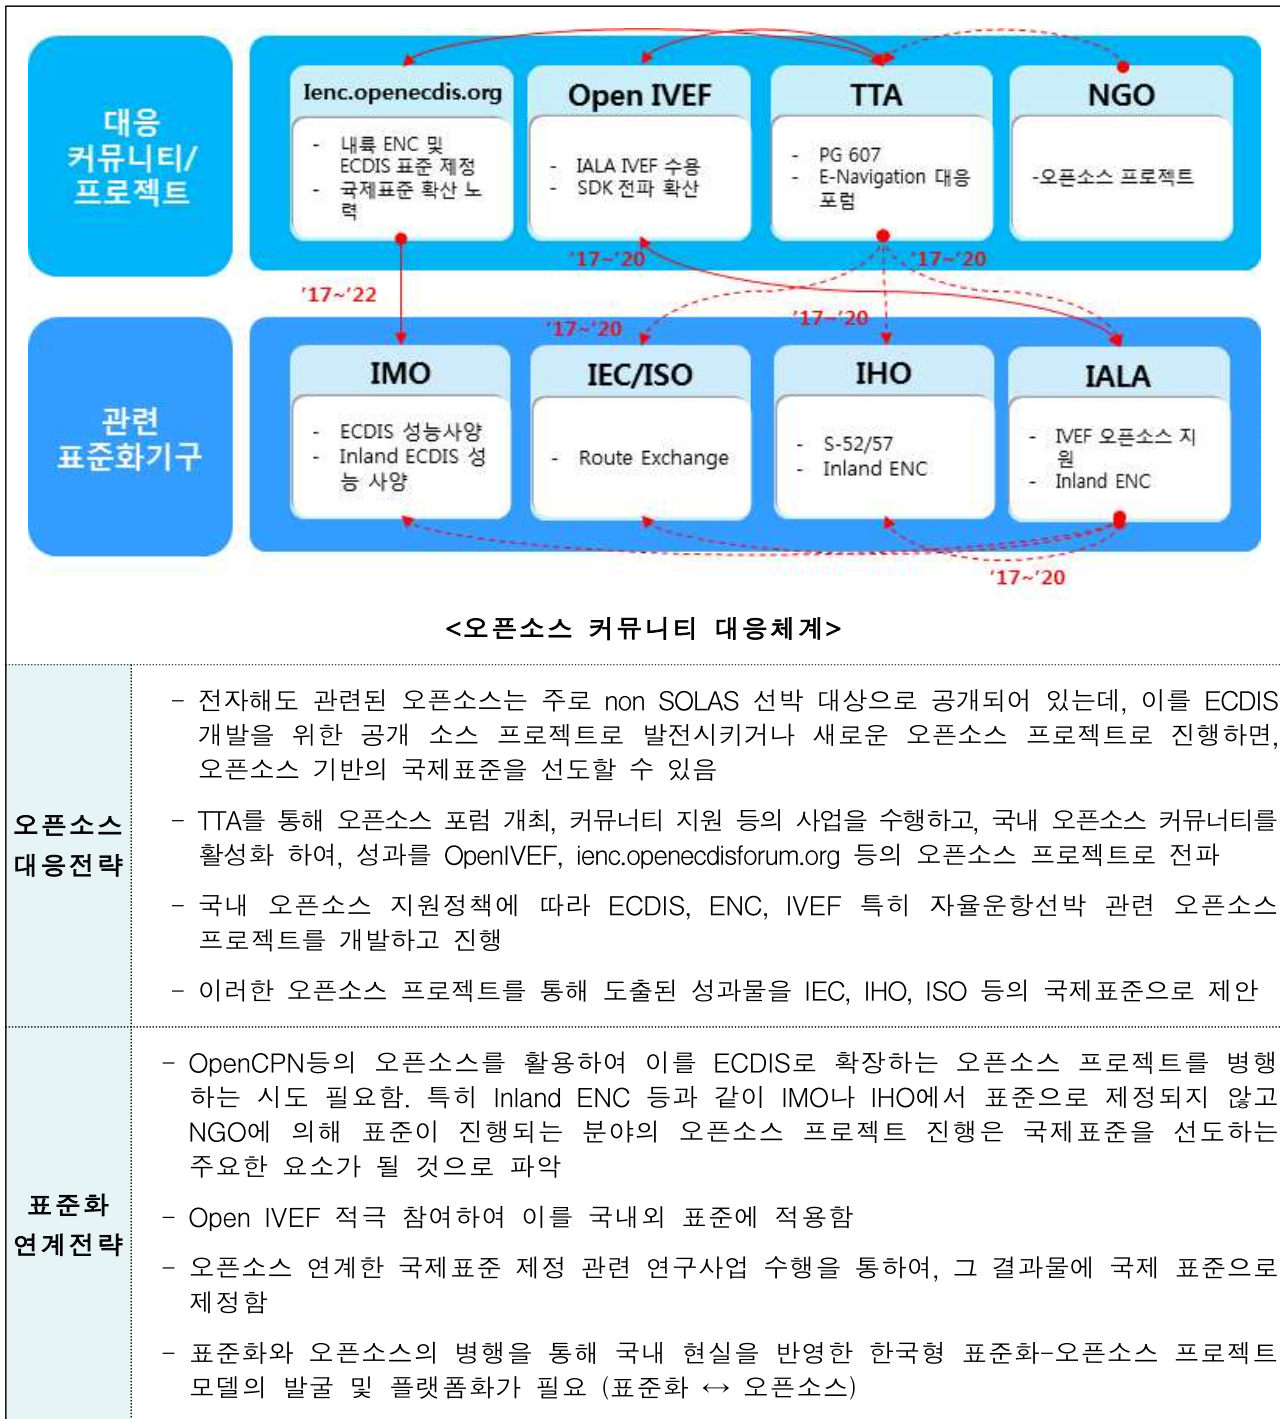 대응
커뮤니티/
프로젝트
Ienc.openecdis.org
- 내륙 ENC 및
ECDIS 표준 제정
- 국제표준 확산 노
력
Open IVEF
- IALA IVEF 수용
- SDK 전파 확산
TTA
- PG 607
- E-Navigation 대응
포럼
NGO
-오픈소스 프로젝트
'17~'20
'17~'20
'17~'22
'17~'20
'17~'20
관련
표준화기구
IMO
- ECDIS 성능사양
- Inland ECDIS 성
능 사양
IEC/ISO
- Route Exchange
IHO
- S-52/57
- Inland ENC
IALA
- IVEF 오픈소스 지
원
- Inland ENC
'17~'20
<오픈소스 커뮤니티 대응체계>
오픈소스
대응전략
- 전자해도 관련된 오픈소스는 주로 non SOLAS 선박 대상으로 공개되어 있는데, 이를 ECDIS
개발을 위한 공개 소스 프로젝트로 발전시키거나 새로운 오픈소스 프로젝트로 진행하면,
오픈소스 기반의 국제표준을 선도할 수 있음
- TTA를 통해 오픈소스 포럼 개최, 커뮤너티 지원 등의 사업을 수행하고, 국내 오픈소스 커뮤니티를
활성화 하여, 성과를 OpenIVEF, ienc.openecdisforum.org 등의 오픈소스 프로젝트로 전파
- 국내 오픈소스 지원정책에 따라 ECDIS, ENC, IVEF 특히 자율운항선박 관련 오픈소스
프로젝트를 개발하고 진행
- 이러한 오픈소스 프로젝트를 통해 도출된 성과물을 IEC, IHO, ISO 등의 국제표준으로 제안
표준화
연계전략
- OpenCPN등의 오픈소스를 활용하여 이를 ECDIS로 확장하는 오픈소스 프로젝트를 병행
하는 시도 필요함. 특히 Inland ENC 등과 같이 IMO나 IHO에서 표준으로 제정되지 않고
NGO에 의해 표준이 진행되는 분야의 오픈소스 프로젝트 진행은 국제표준을 선도하는
주요한 요소가 될 것으로 파악
- Open IVEF 적극 참여하여 이를 국내외 표준에 적용함
- 오픈소스 연계한 국제표준 제정 관련 연구사업 수행을 통하여, 그 결과물에 국제 표준으로
제정함
- 표준화와 오픈소스의 병행을 통해 국내 현실을 반영한 한국형 표준화-오픈소스 프로젝트
모델의 발굴 및 플랫폼화가 필요 (표준화 ↔ 오픈소스)